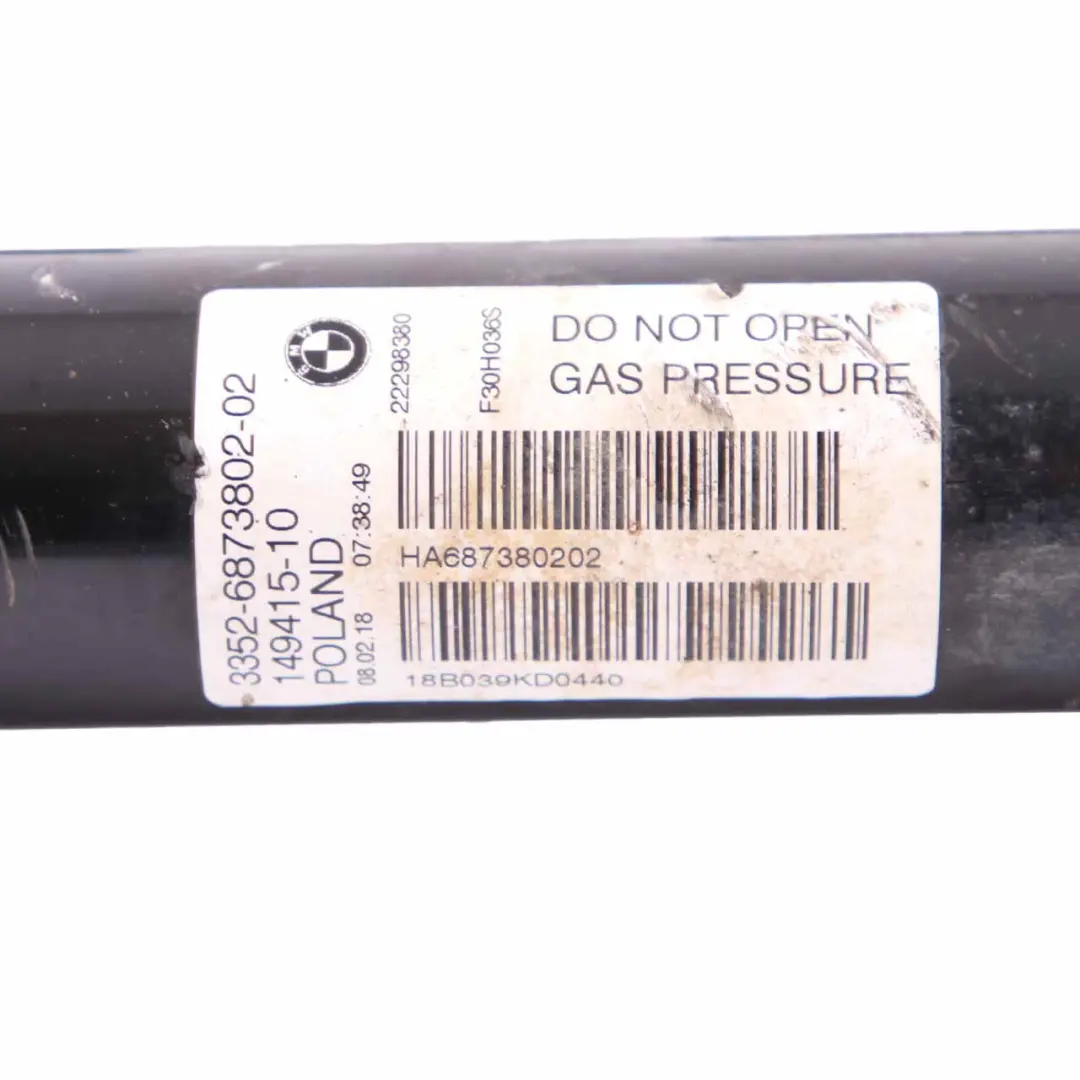 BMW
3352-6873802-02
149415-10
POLAND
08.02.18 07:38:49
22298380
F30H036S
DO NOT OPEN
GAS PRESSURE
HA687380202
18B039KD0440